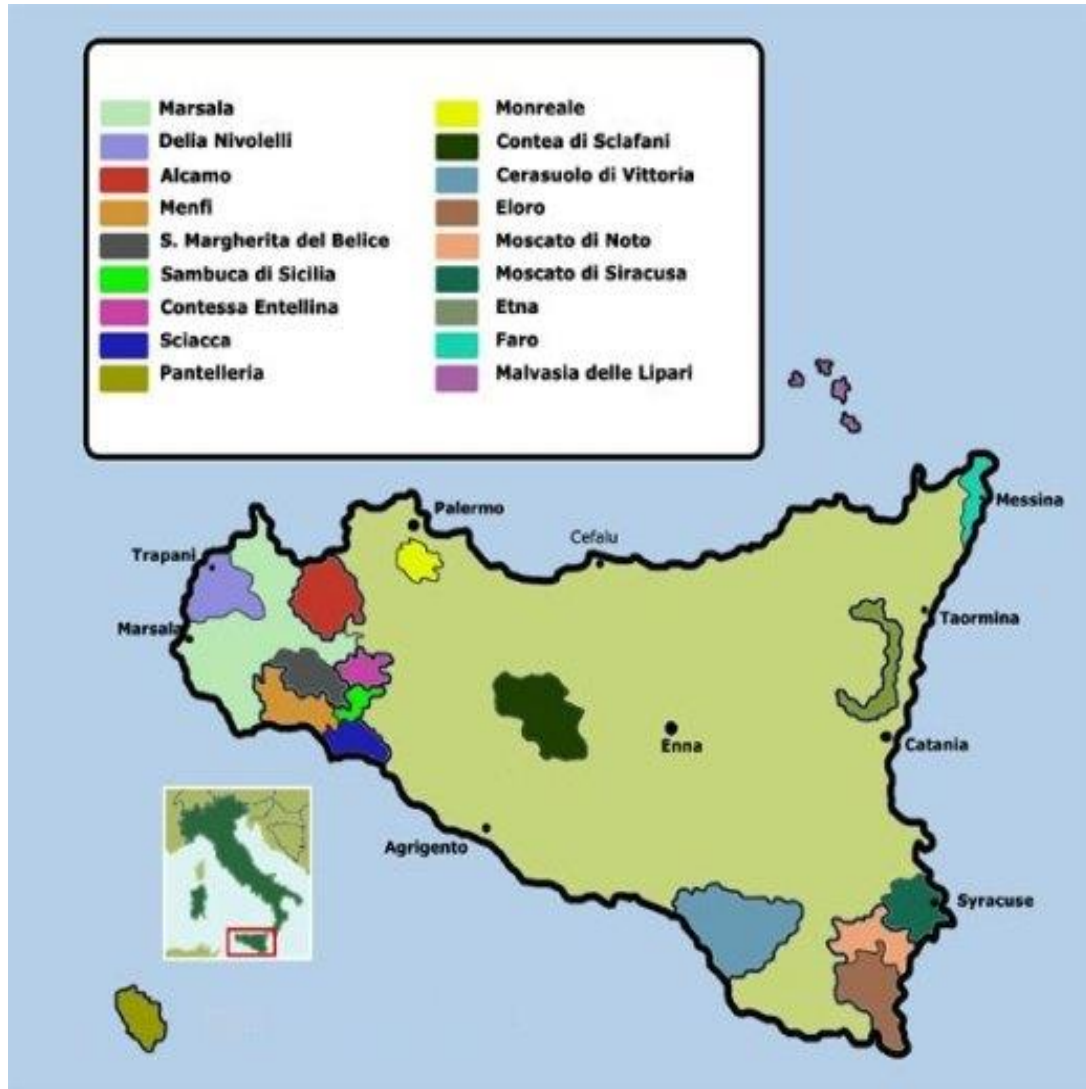 Marsala
Delia Nivolelli
Alcamo
Menfi
S. Margherita del Belice
Sambuca di Sicilia
Contessa Entellina
Sciacca
Pantelleria
Monreale
Contea di Sclafani
Cerasuolo di Vittoria
Eloro
Moscato di Noto
Moscato di Siracusa
Etna
Faro
Malvasia delle Lipari
Messina
Palermo
Cefalu
Trapani
Taormina
Marsala
Enna
Catania
Agrigento
Syracuse